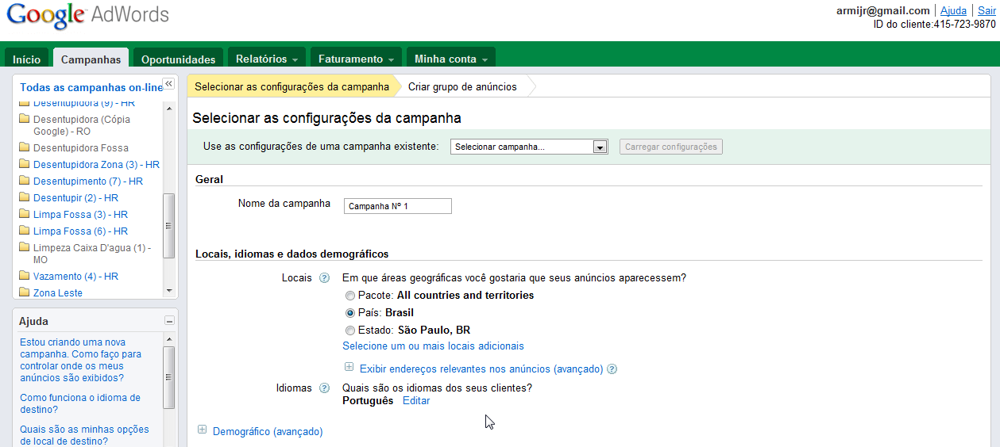 Google AdWords
armijr@gmail.com | Ajuda | Sair
ID do cliente:415-723-9870
Início
Campanhas
Oportunidades
Relatórios
Faturamento
Minha conta
Todas as campanhas on-line
Desentupidora (9) - HR
Desentupidora (Cópia
Google) - RO
Desentupidora Fossa
Desentupidora Zona (3) - HR
Desentupimento (7) - HR
Desentupir (2) - HR
Limpa Fossa (3) - HR
Limpa Fossa (6) - HR
Limpeza Caixa D'agua (1) -
MO
Vazamento (4) - HR
Zona Leste
Ajuda
Estou criando uma nova
campanha. Como faço para
controlar onde os meus
anúncios são exibidos?
Como funciona o idioma de
destino?
Quais são as minhas opções
de local de destino?
Selecionar as configurações da campanha
Criar grupo de anúncios
Selecionar as configurações da campanha
Use as configurações de uma campanha existente:
Selecionar campanha...
Carregar configurações
Geral
Nome da campanha
Campanha Nº 1
Locais, idiomas e dados demográficos
Locais ?
Em que áreas geográficas você gostaria que seus anúncios aparecessem?
Pacote: All countries and territories
País: Brasil
Estado: São Paulo, BR
Selecione um ou mais locais adicionais
Exibir endereços relevantes nos anúncios (avançado) ?
Idiomas ?
Quais são os idiomas dos seus clientes?
Português Editar
Demográfico (avançado)